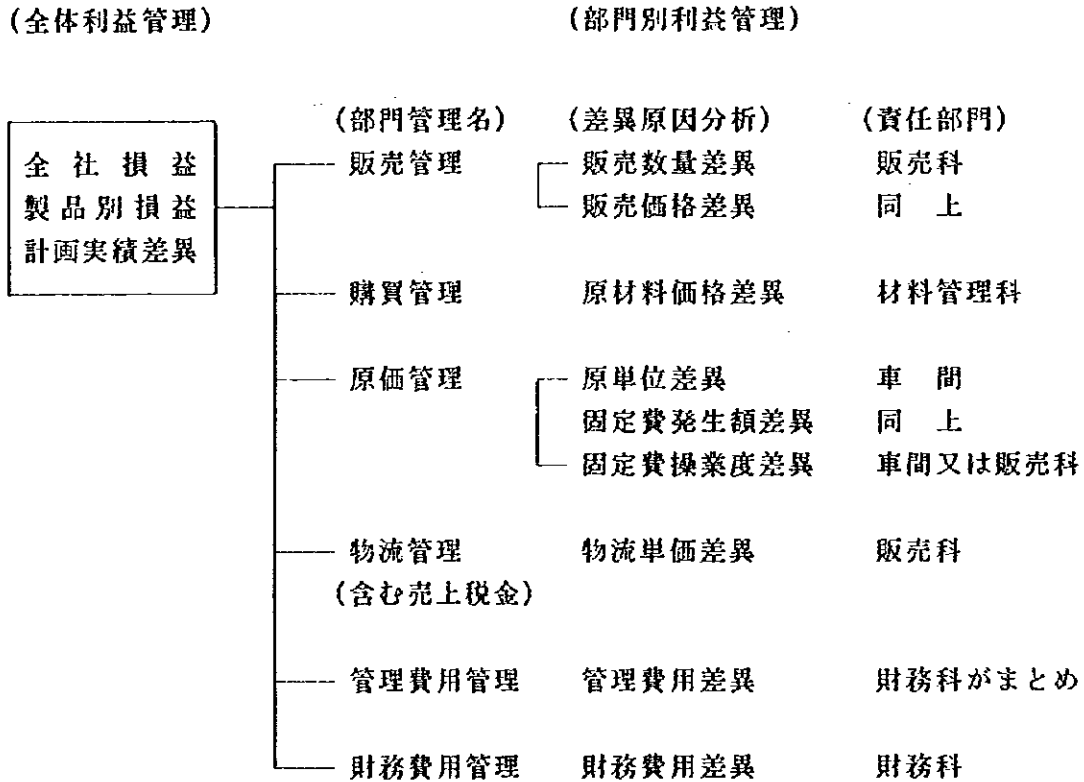 (全体利益管理) (部門別利益管理)
(部門管理名) (差異原因分析) (責任部門)
全社損益 販売管理 販売数量差異 販売科
製品別損益 販売価格差異 同上
計画実績差異
購買管理 原材料価格差異 材料管理科
原価管理 原単位差異 車間
固定費発生額差異 同上
固定費操業度差異 車間又は販売科
物流管理 物流単価差異 販売科
(含む売上税金)
管理費用管理 管理費用差異 財務科がまとめ
財務費用管理 財務費用差異 財務科